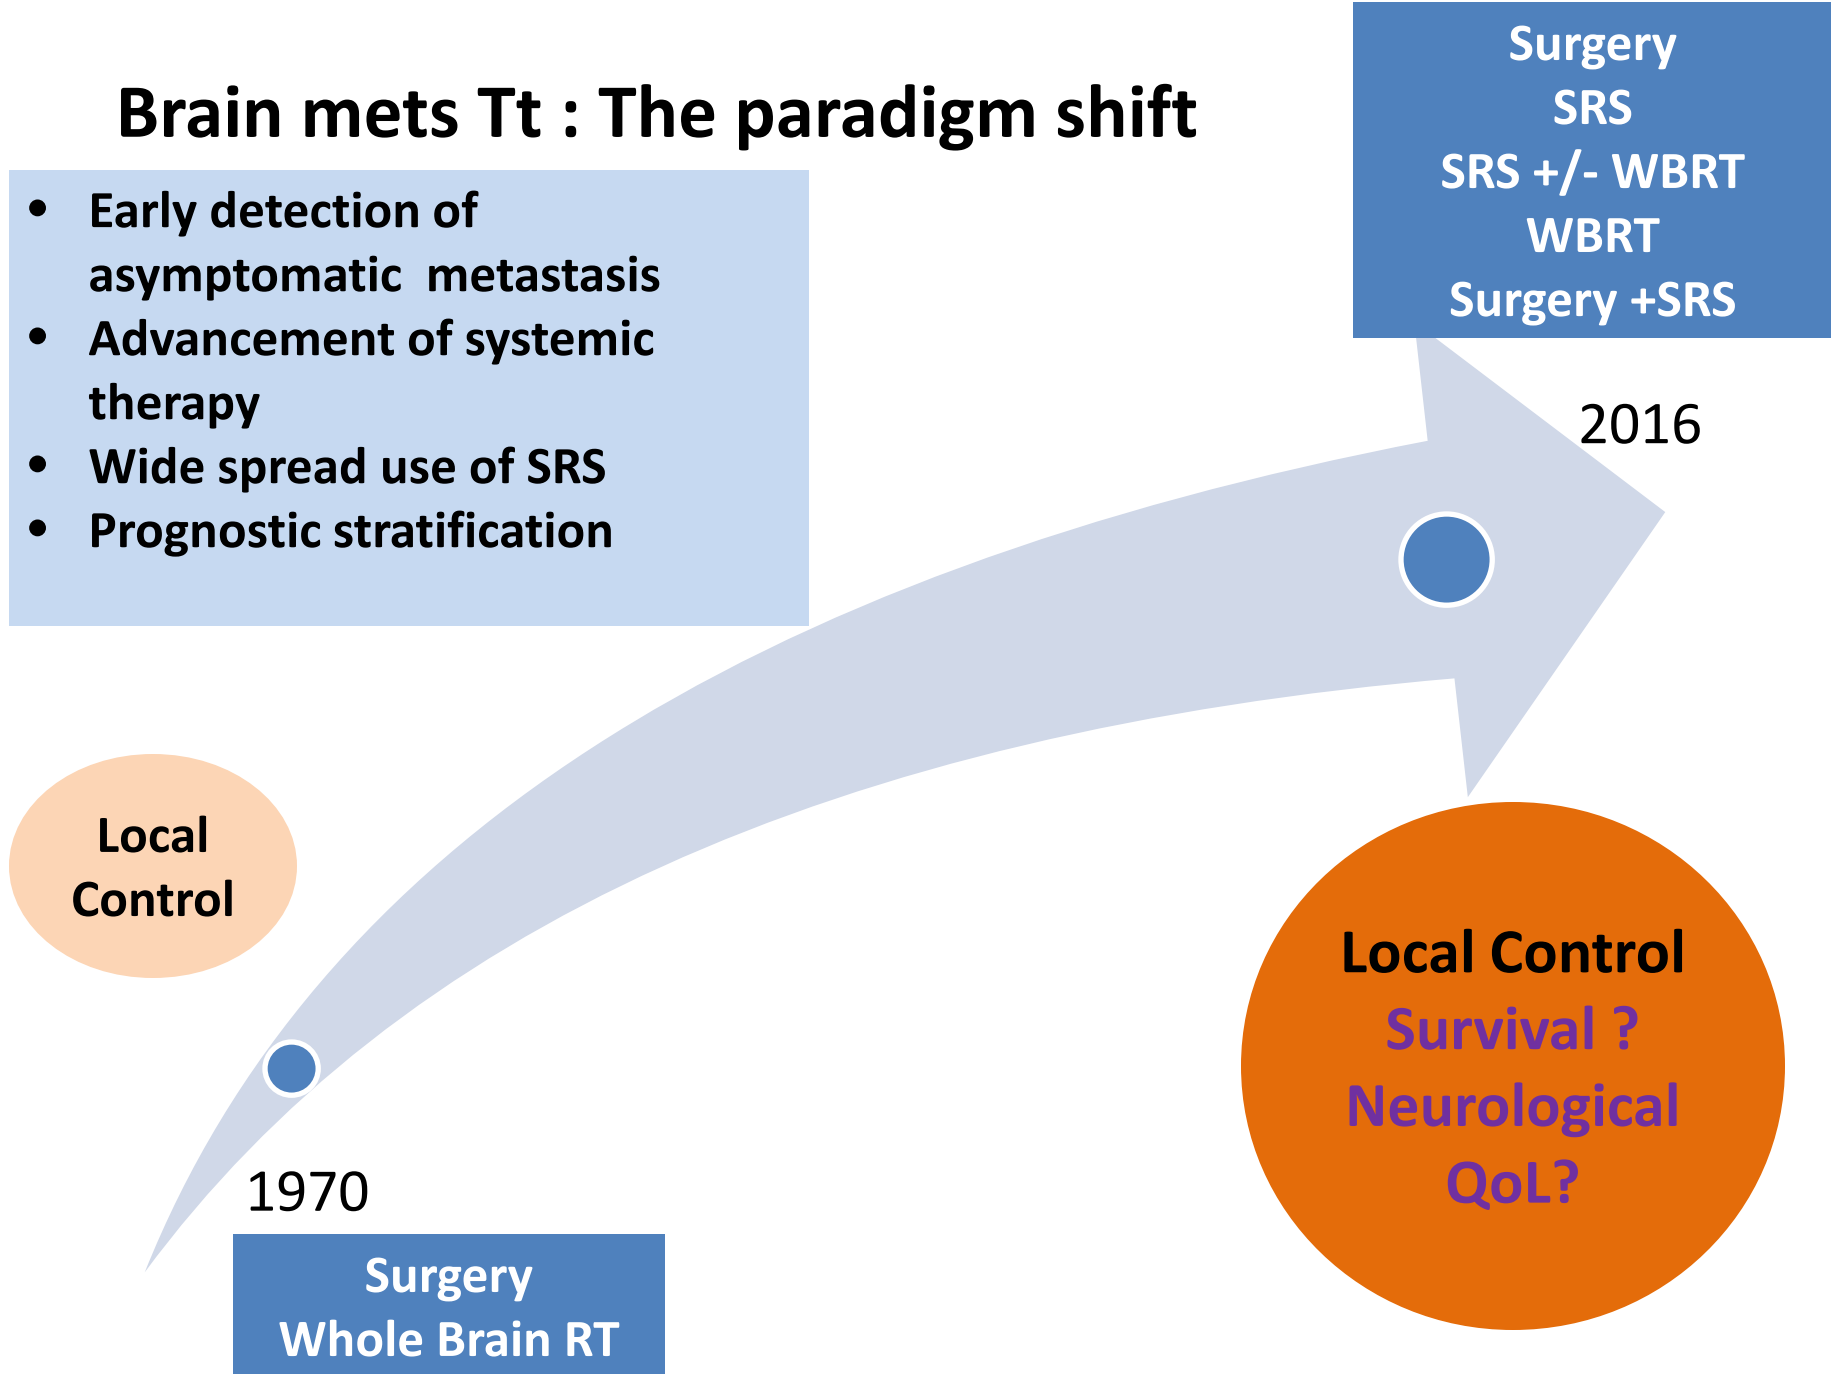 Brain mets Tt : The paradigm shift
• Early detection of
asymptomatic metastasis
• Advancement of systemic
therapy
• Wide spread use of SRS
• Prognostic stratification
Surgery
SRS
SRS +/- WBRT
WBRT
Surgery +SRS
2016
Local
Control
1970
Surgery
Whole Brain RT
Local Control
Survival ?
Neurological
QoL?